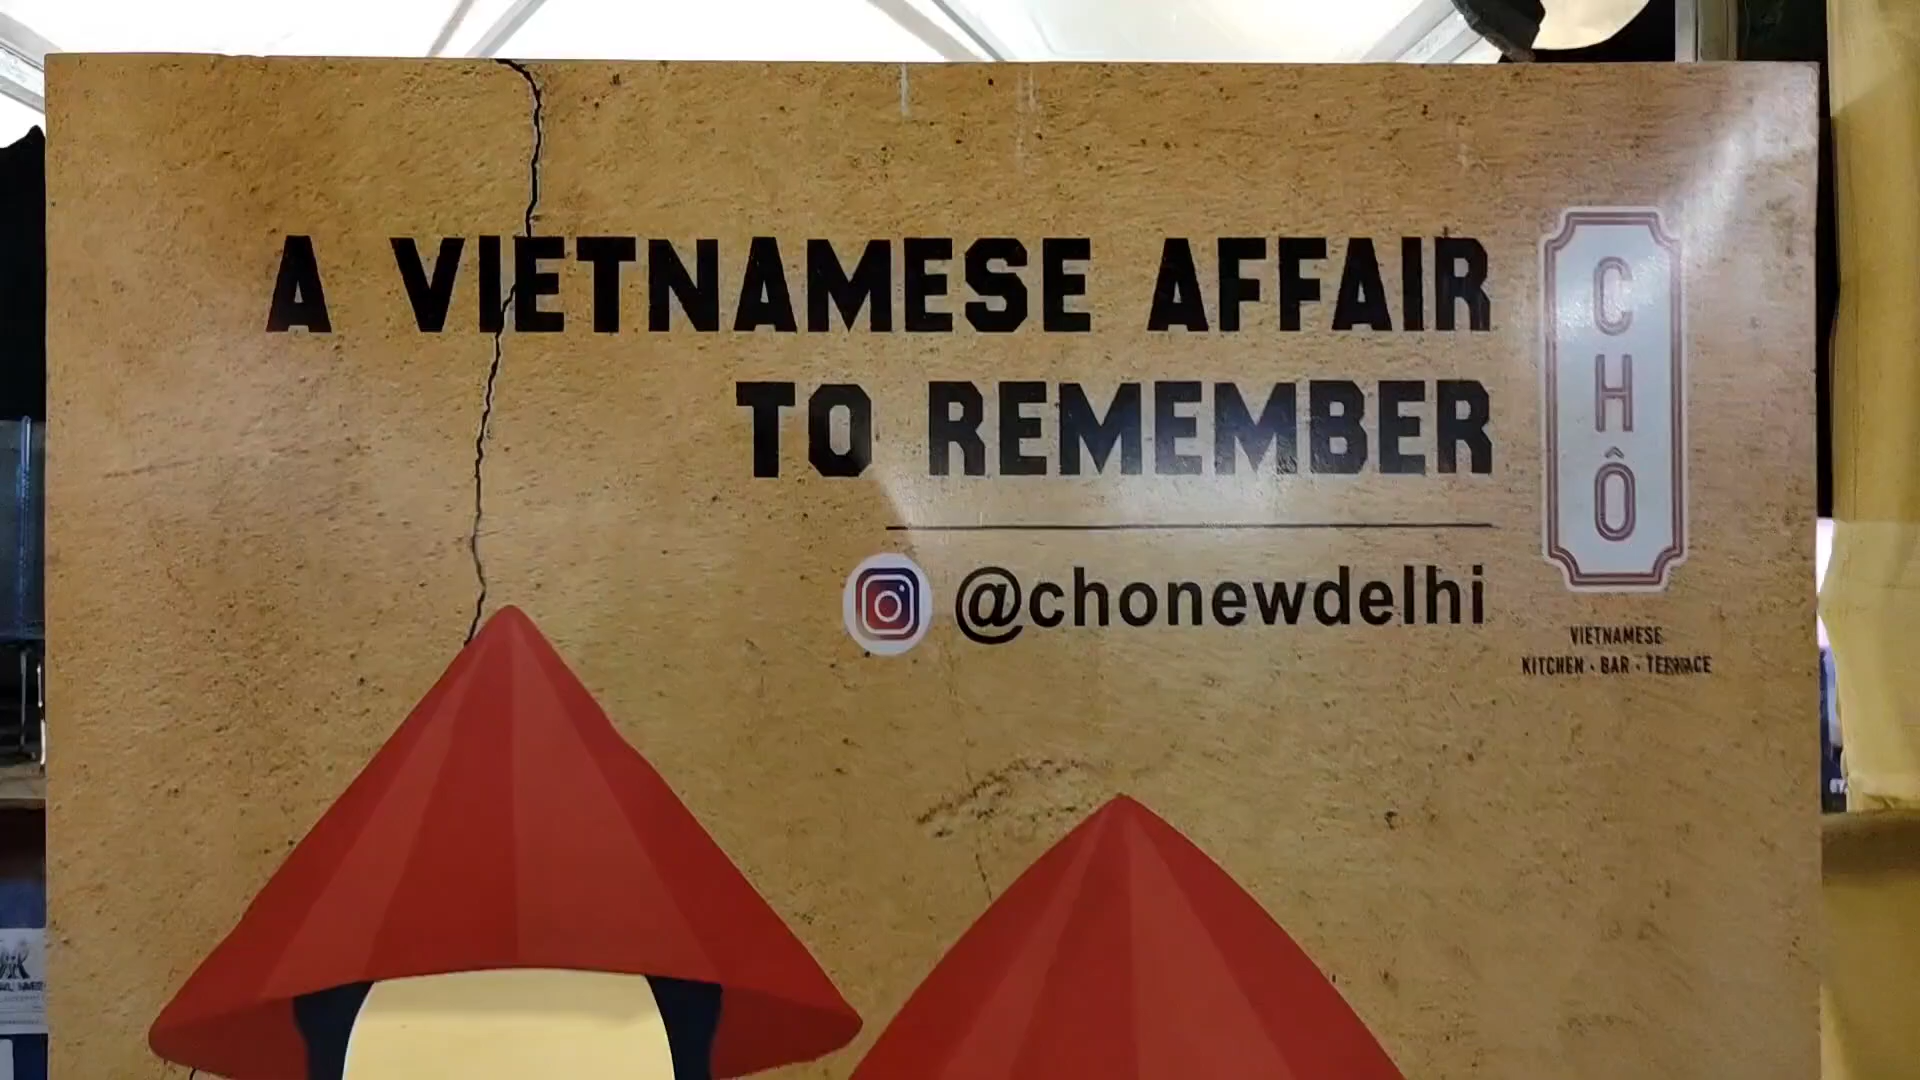 A VIETNAMESE AFFAIR
TO REMEMBER
@chonewdelhi
CHÔ
VIETNAMESE
KITCHEN · BAR · TERRACE